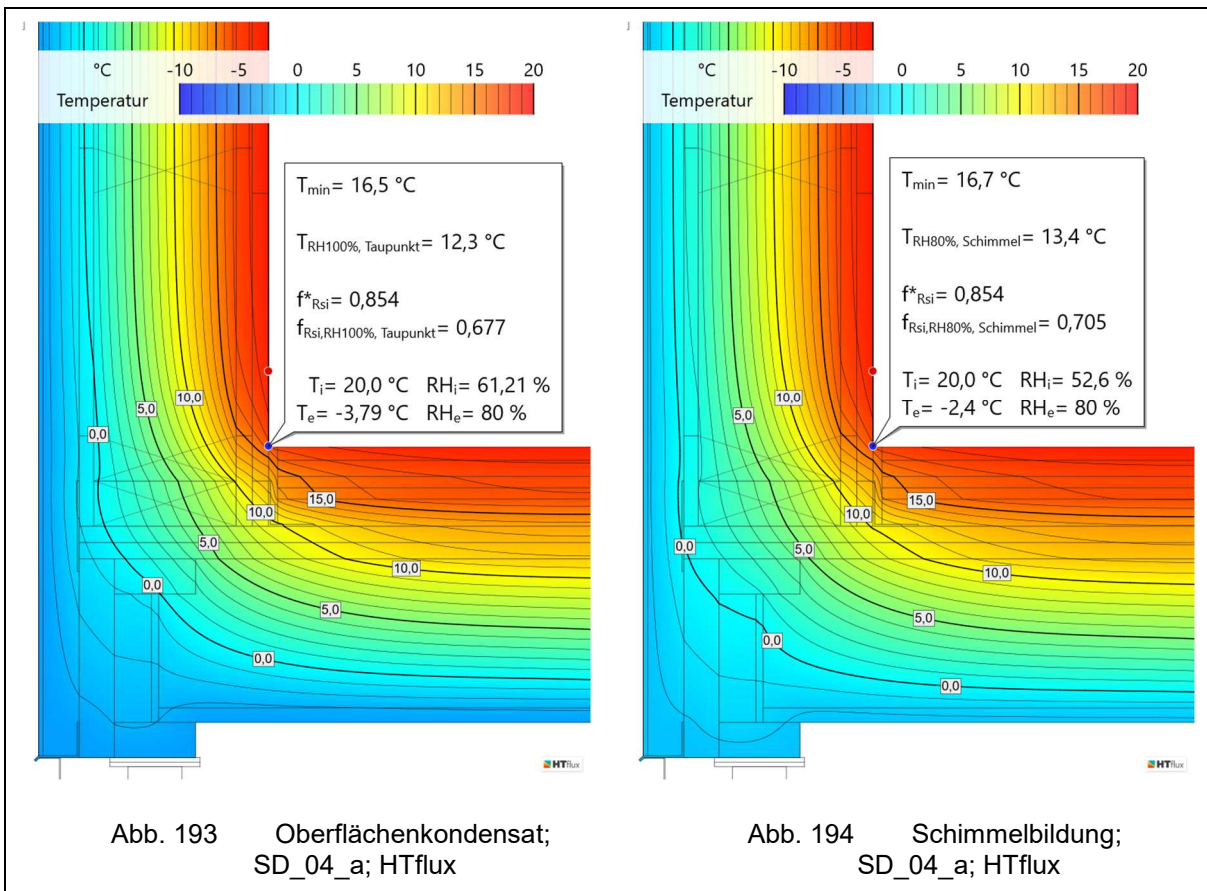 °C -10 -5 0 5 10 15 20
Temperatur
T_min= 16,5 °C
T_RH100%, Taupunkt= 12,3 °C
f*_Rsi= 0,854
f_Rsi,RH100%, Taupunkt= 0,677
T_i= 20,0 °C RH_i= 61,21 %
T_e= -3,79 °C RH_e= 80 %
10,0
5,0
0,0
15,0
10,0
5,0
10,0
0,0
5,0
0,0
HTflux
Abb. 193 Oberflächenkondensat;
SD_04_a; HTflux
°C -10 -5 0 5 10 15 20
Temperatur
T_min= 16,7 °C
T_RH80%, Schimmel= 13,4 °C
f*_Rsi= 0,854
f_Rsi,RH80%, Schimmel= 0,705
T_i= 20,0 °C RH_i= 52,6 %
T_e= -2,4 °C RH_e= 80 %
10,0
5,0
15,0
10,0
0,0
5,0
10,0
5,0
0,0
0,0
HTflux
Abb. 194 Schimmelbildung;
SD_04_a; HTflux